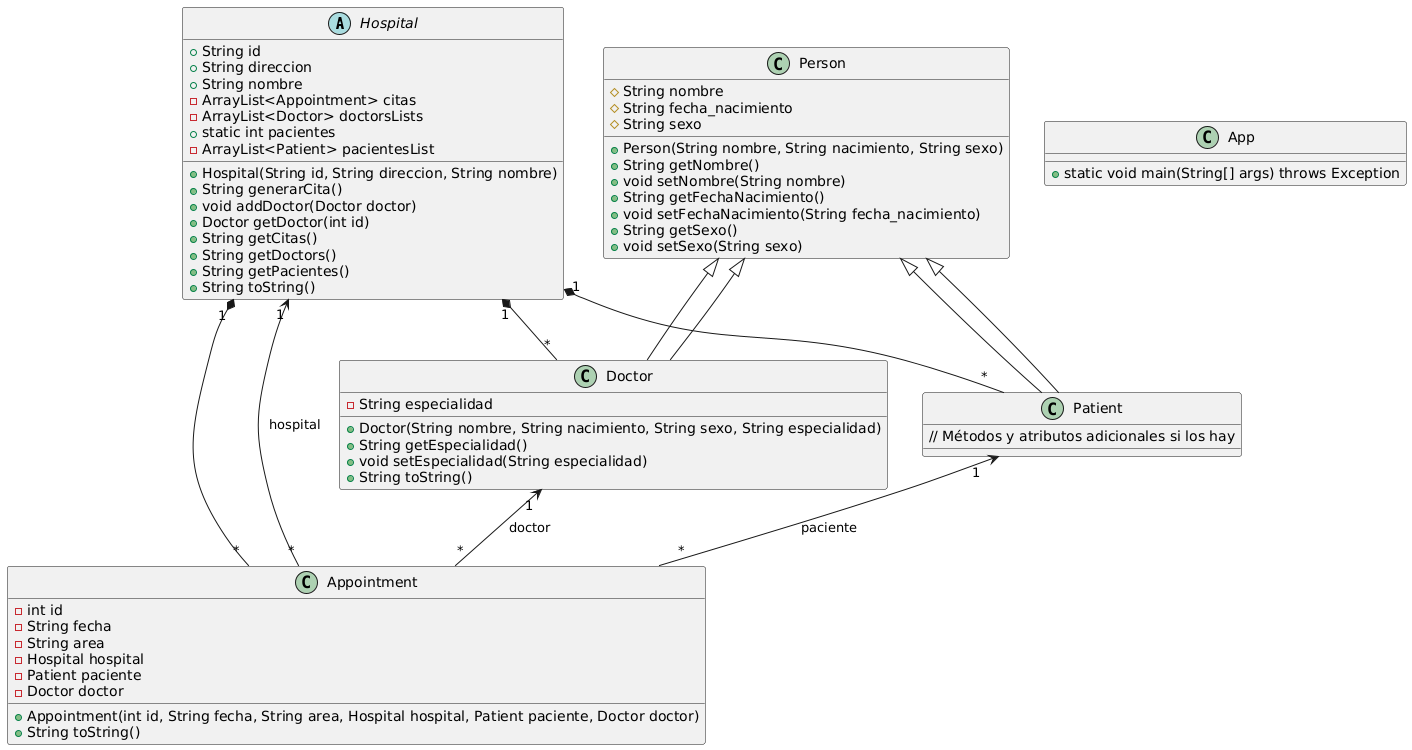 A Hospital
String id
String direccion
String nombre
ArrayList<Appointment> citas
ArrayList<Doctor> doctorsLists
static int pacientes
ArrayList<Patient> pacientesList
Hospital(String id, String direccion, String nombre)
String generarCita()
void addDoctor(Doctor doctor)
Doctor getDoctor(int id)
String getCitas()
String getDoctors()
String getPacientes()
String toString()
C Person
String nombre
String fecha_nacimiento
String sexo
Person(String nombre, String nacimiento, String sexo)
String getNombre()
void setNombre(String nombre)
String getFechaNacimiento()
void setFechaNacimiento(String fecha_nacimiento)
String getSexo()
void setSexo(String sexo)
C App
static void main(String[] args) throws Exception
1
1
1
1
*
*
hospital
C Doctor
String especialidad
Doctor(String nombre, String nacimiento, String sexo, String especialidad)
String getEspecialidad()
void setEspecialidad(String especialidad)
String toString()
C Patient
// Métodos y atributos adicionales si los hay
1
1
doctor
paciente
*
*
*
*
C Appointment
int id
String fecha
String area
Hospital hospital
Patient paciente
Doctor doctor
Appointment(int id, String fecha, String area, Hospital hospital, Patient paciente, Doctor doctor)
String toString()